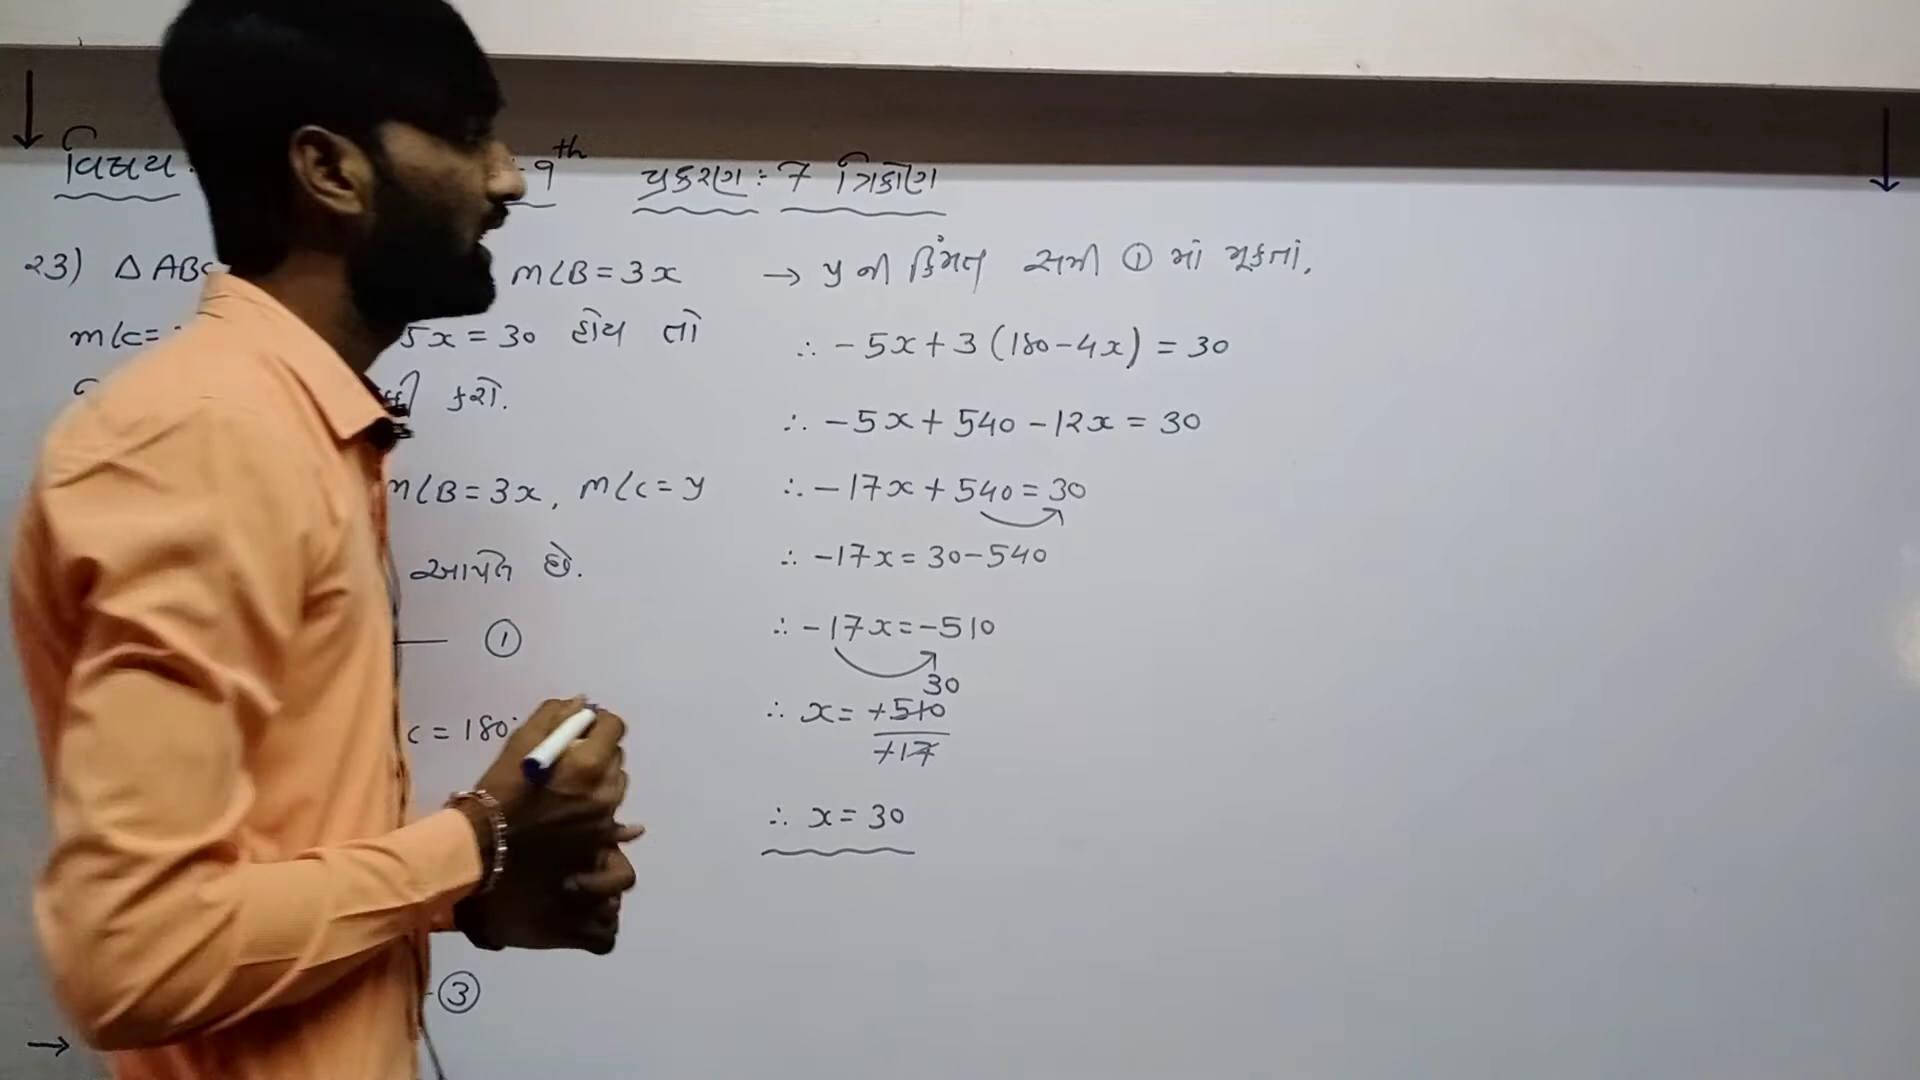 વિષય : -9th પ્રકરણ : 7 ત્રિકોણ
23) △ABC m∠B=3x
m∠C= 5x=30 હોય તો
કરો.
m∠B=3x, m∠C=y
આપેલ છે.
①
C=180
③
→
→ y ની કિંમત સમી ① માં મૂકતાં,
∴ -5x+3(180-4x)=30
∴ -5x+540-12x=30
∴ -17x+540=30
∴ -17x=30-540
∴ -17x=-510
30
∴ x= +510
+17
∴ x=30